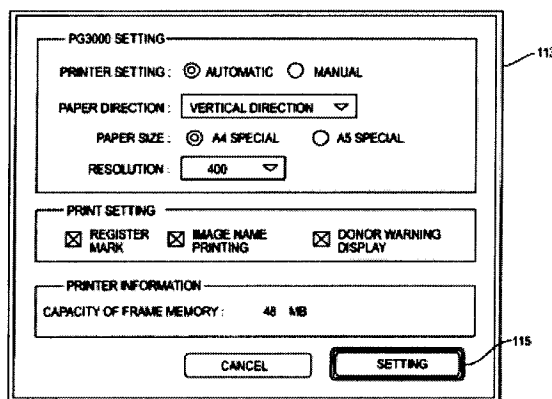 PG3000 SETTING
PRINTER SETTING : AUTOMATIC MANUAL
PAPER DIRECTION : VERTICAL DIRECTION
PAPER SIZE : A4 SPECIAL A5 SPECIAL
RESOLUTION : 400
PRINT SETTING
REGISTER MARK
IMAGE NAME PRINTING
DONOR WARNING DISPLAY
PRINTER INFORMATION
CAPACITY OF FRAME MEMORY : 48 MB
CANCEL SETTING
113
115